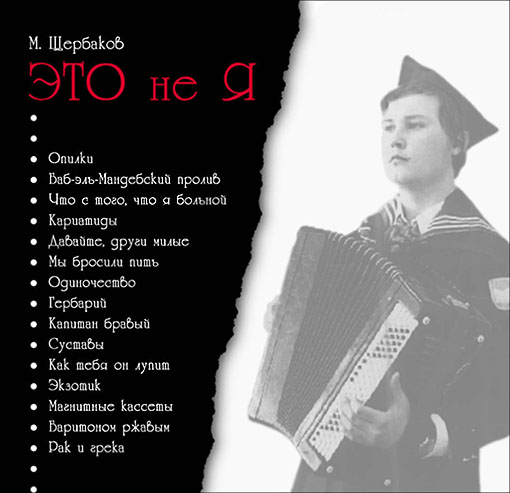 М. Щербаков
ЭТО не Я
Опилки
Баб-эль-Мандебский пролив
Что с того, что я больной
Кариатиды
Давайте, други милые
Мы бросили пить
Одиночество
Гербарий
Капитан бравый
Суставы
Как тебя он лупит
Экзотик
Магнитные кассеты
Баритоном ржавым
Рак и грека